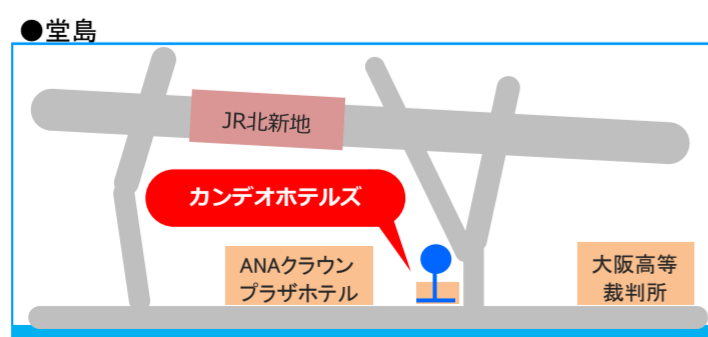 ●堂島
JR北新地
カンデオホテルズ
ANAクラウン
プラザホテル
大阪高等
裁判所